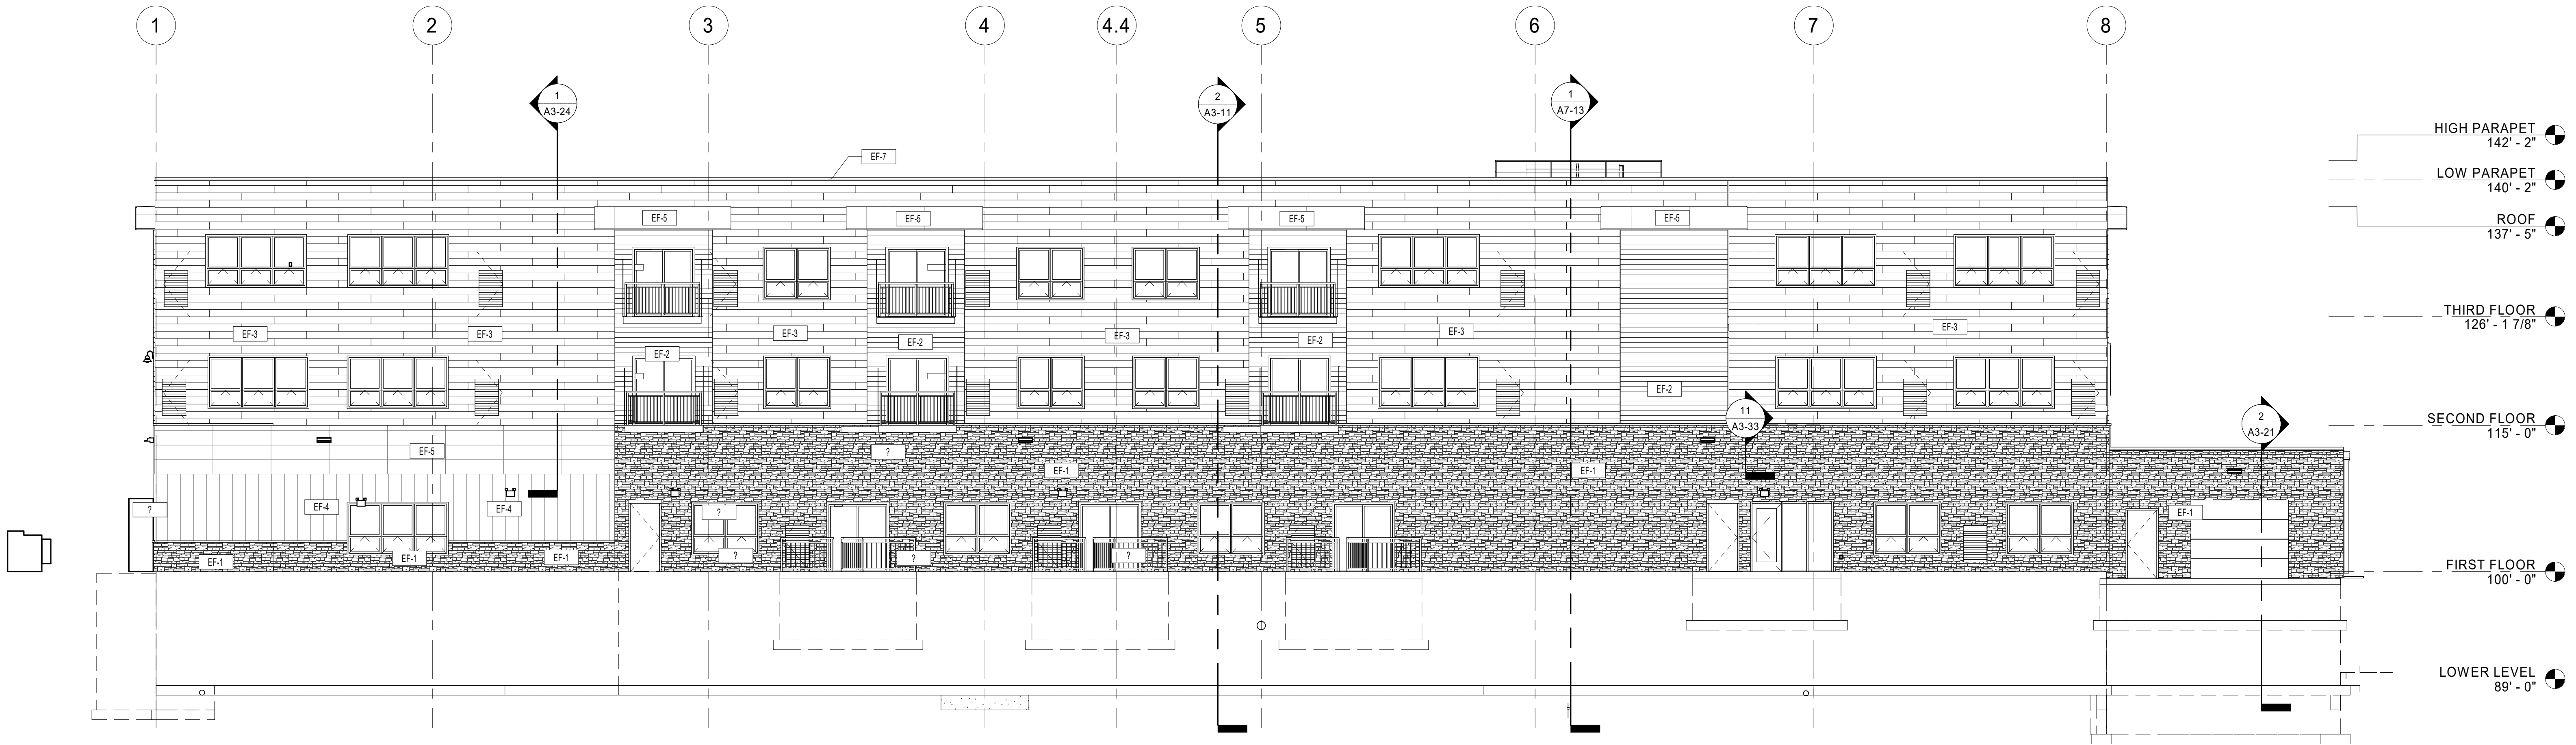 1 2 3 4 4.4 5 6 7 8
1
A3-24
2
A3-11
1
A7-13
HIGH PARAPET
142' - 2"
EF-7
LOW PARAPET
140' - 2"
EF-5 EF-5 EF-5 EF-5
ROOF
137' - 5"
THIRD FLOOR
126' - 1 7/8"
EF-3 EF-3 EF-3 EF-3 EF-3 EF-3
EF-2 EF-2 EF-2
EF-2
11
A3-33
2
A3-21
SECOND FLOOR
115' - 0"
EF-5 ?
EF-1 EF-1
? EF-4 EF-4 ? EF-1
EF-1 EF-1 EF-1 ? ? ?
FIRST FLOOR
100' - 0"
LOWER LEVEL
89' - 0"